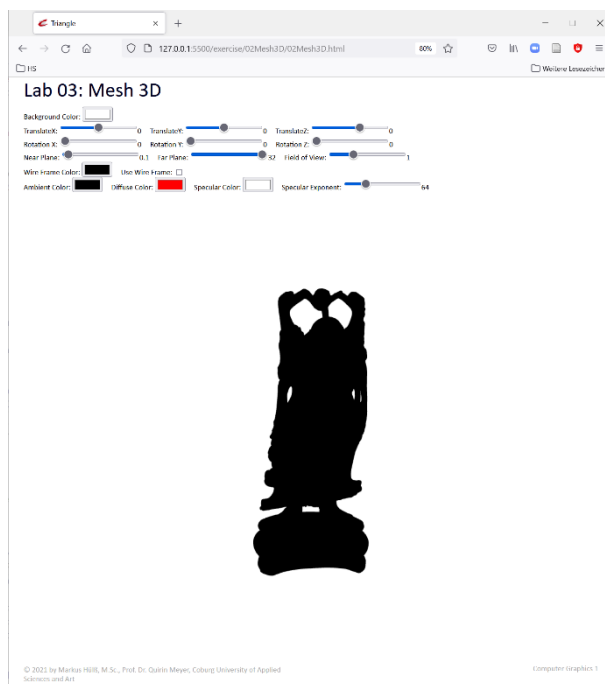 Triangle
127.0.0.1:5500/exercise/02Mesh3D/02Mesh3D.html 80%
HS Weitere Lesezeichen
Lab 03: Mesh 3D
Background Color:
TranslateX: 0 TranslateY: 0 TranslateZ: 0
Rotation X: 0 Rotation Y: 0 Rotation Z: 0
Near Plane: 0.1 Far Plane: 32 Field of View: 1
Wire Frame Color: Use Wire Frame:
Ambient Color: Diffuse Color: Specular Color: Specular Exponent: 64
© 2021 by Markus M.Sc., Prof. Dr. Quirin Meyer, Coburg University of Applied
Sciences and Art
Computer Graphics 1